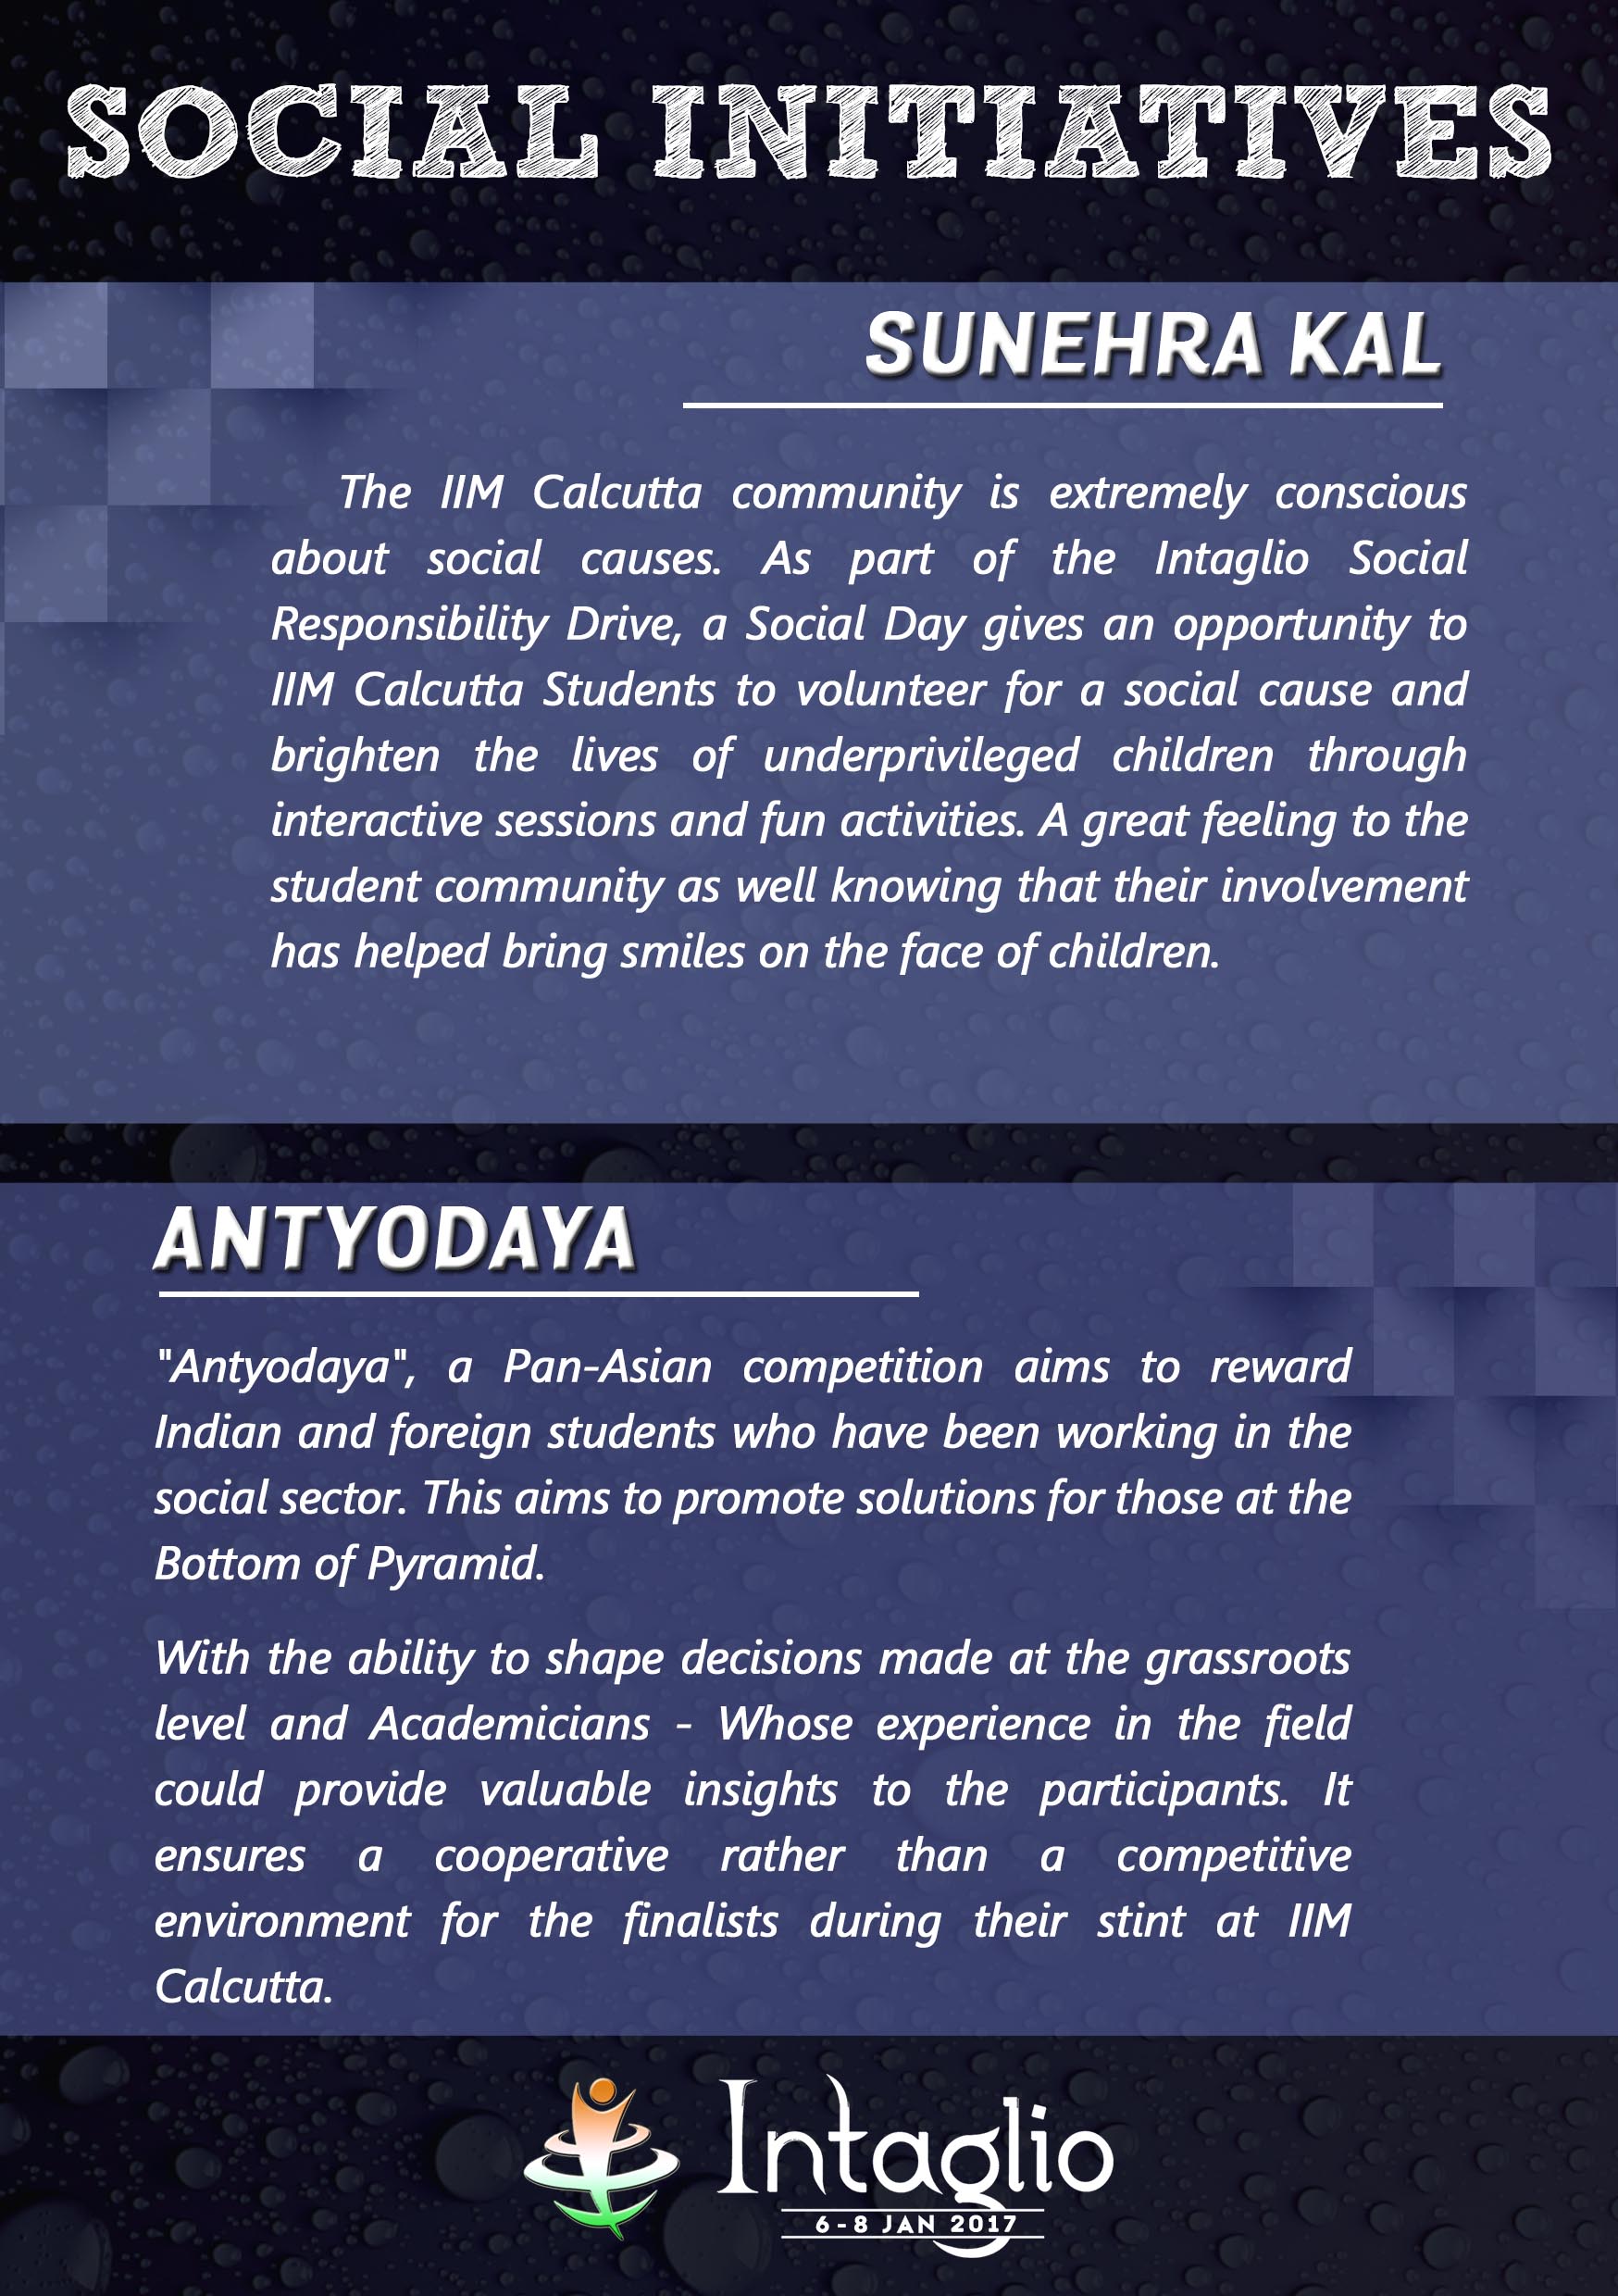 SOCIAL INITIATIVES
SUNEHRA KAL
The IIM Calcutta community is extremely conscious
about social causes. As part of the Intaglio Social
Responsibility Drive, a Social Day gives an opportunity to
IIM Calcutta Students to volunteer for a social cause and
brighten the lives of underprivileged children through
interactive sessions and fun activities. A great feeling to the
student community as well knowing that their involvement
has helped bring smiles on the face of children.
ANTYODAYA
"Antyodaya", a Pan-Asian competition aims to reward
Indian and foreign students who have been working in the
social sector. This aims to promote solutions for those at the
Bottom of Pyramid.
With the ability to shape decisions made at the grassroots
level and Academicians - Whose experience in the field
could provide valuable insights to the participants. It
ensures a cooperative rather than a competitive
environment for the finalists during their stint at IIM
Calcutta.
Intaglio
6-8 JAN 2017